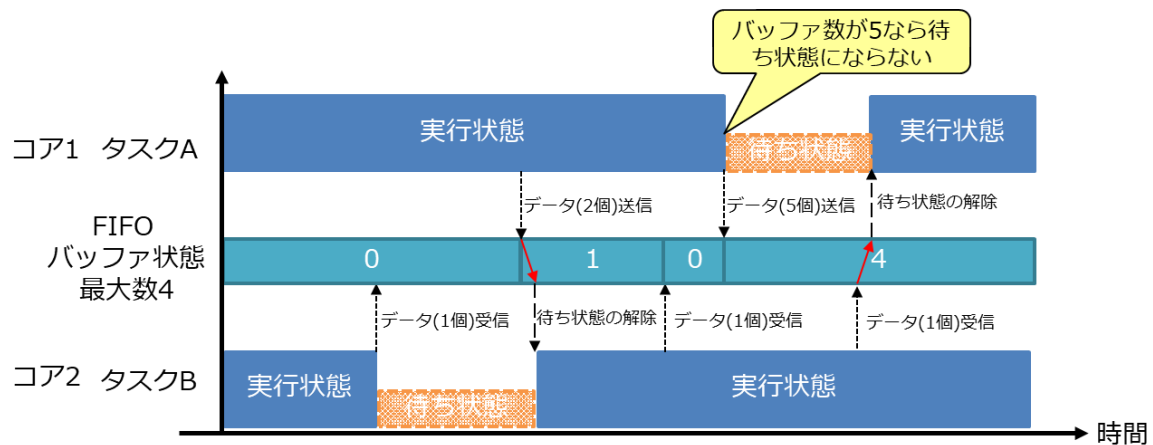 バッファ数が5なら待
ち状態にならない
コア1 タスクA
実行状態
待ち状態
実行状態
データ(2個)送信
データ(5個)送信
待ち状態の解除
FIFO
バッファ状態
最大数4
0
1
0
4
データ(1個)受信
待ち状態の解除
データ(1個)受信
データ(1個)受信
コア2 タスクB
実行状態
待ち状態
実行状態
時間